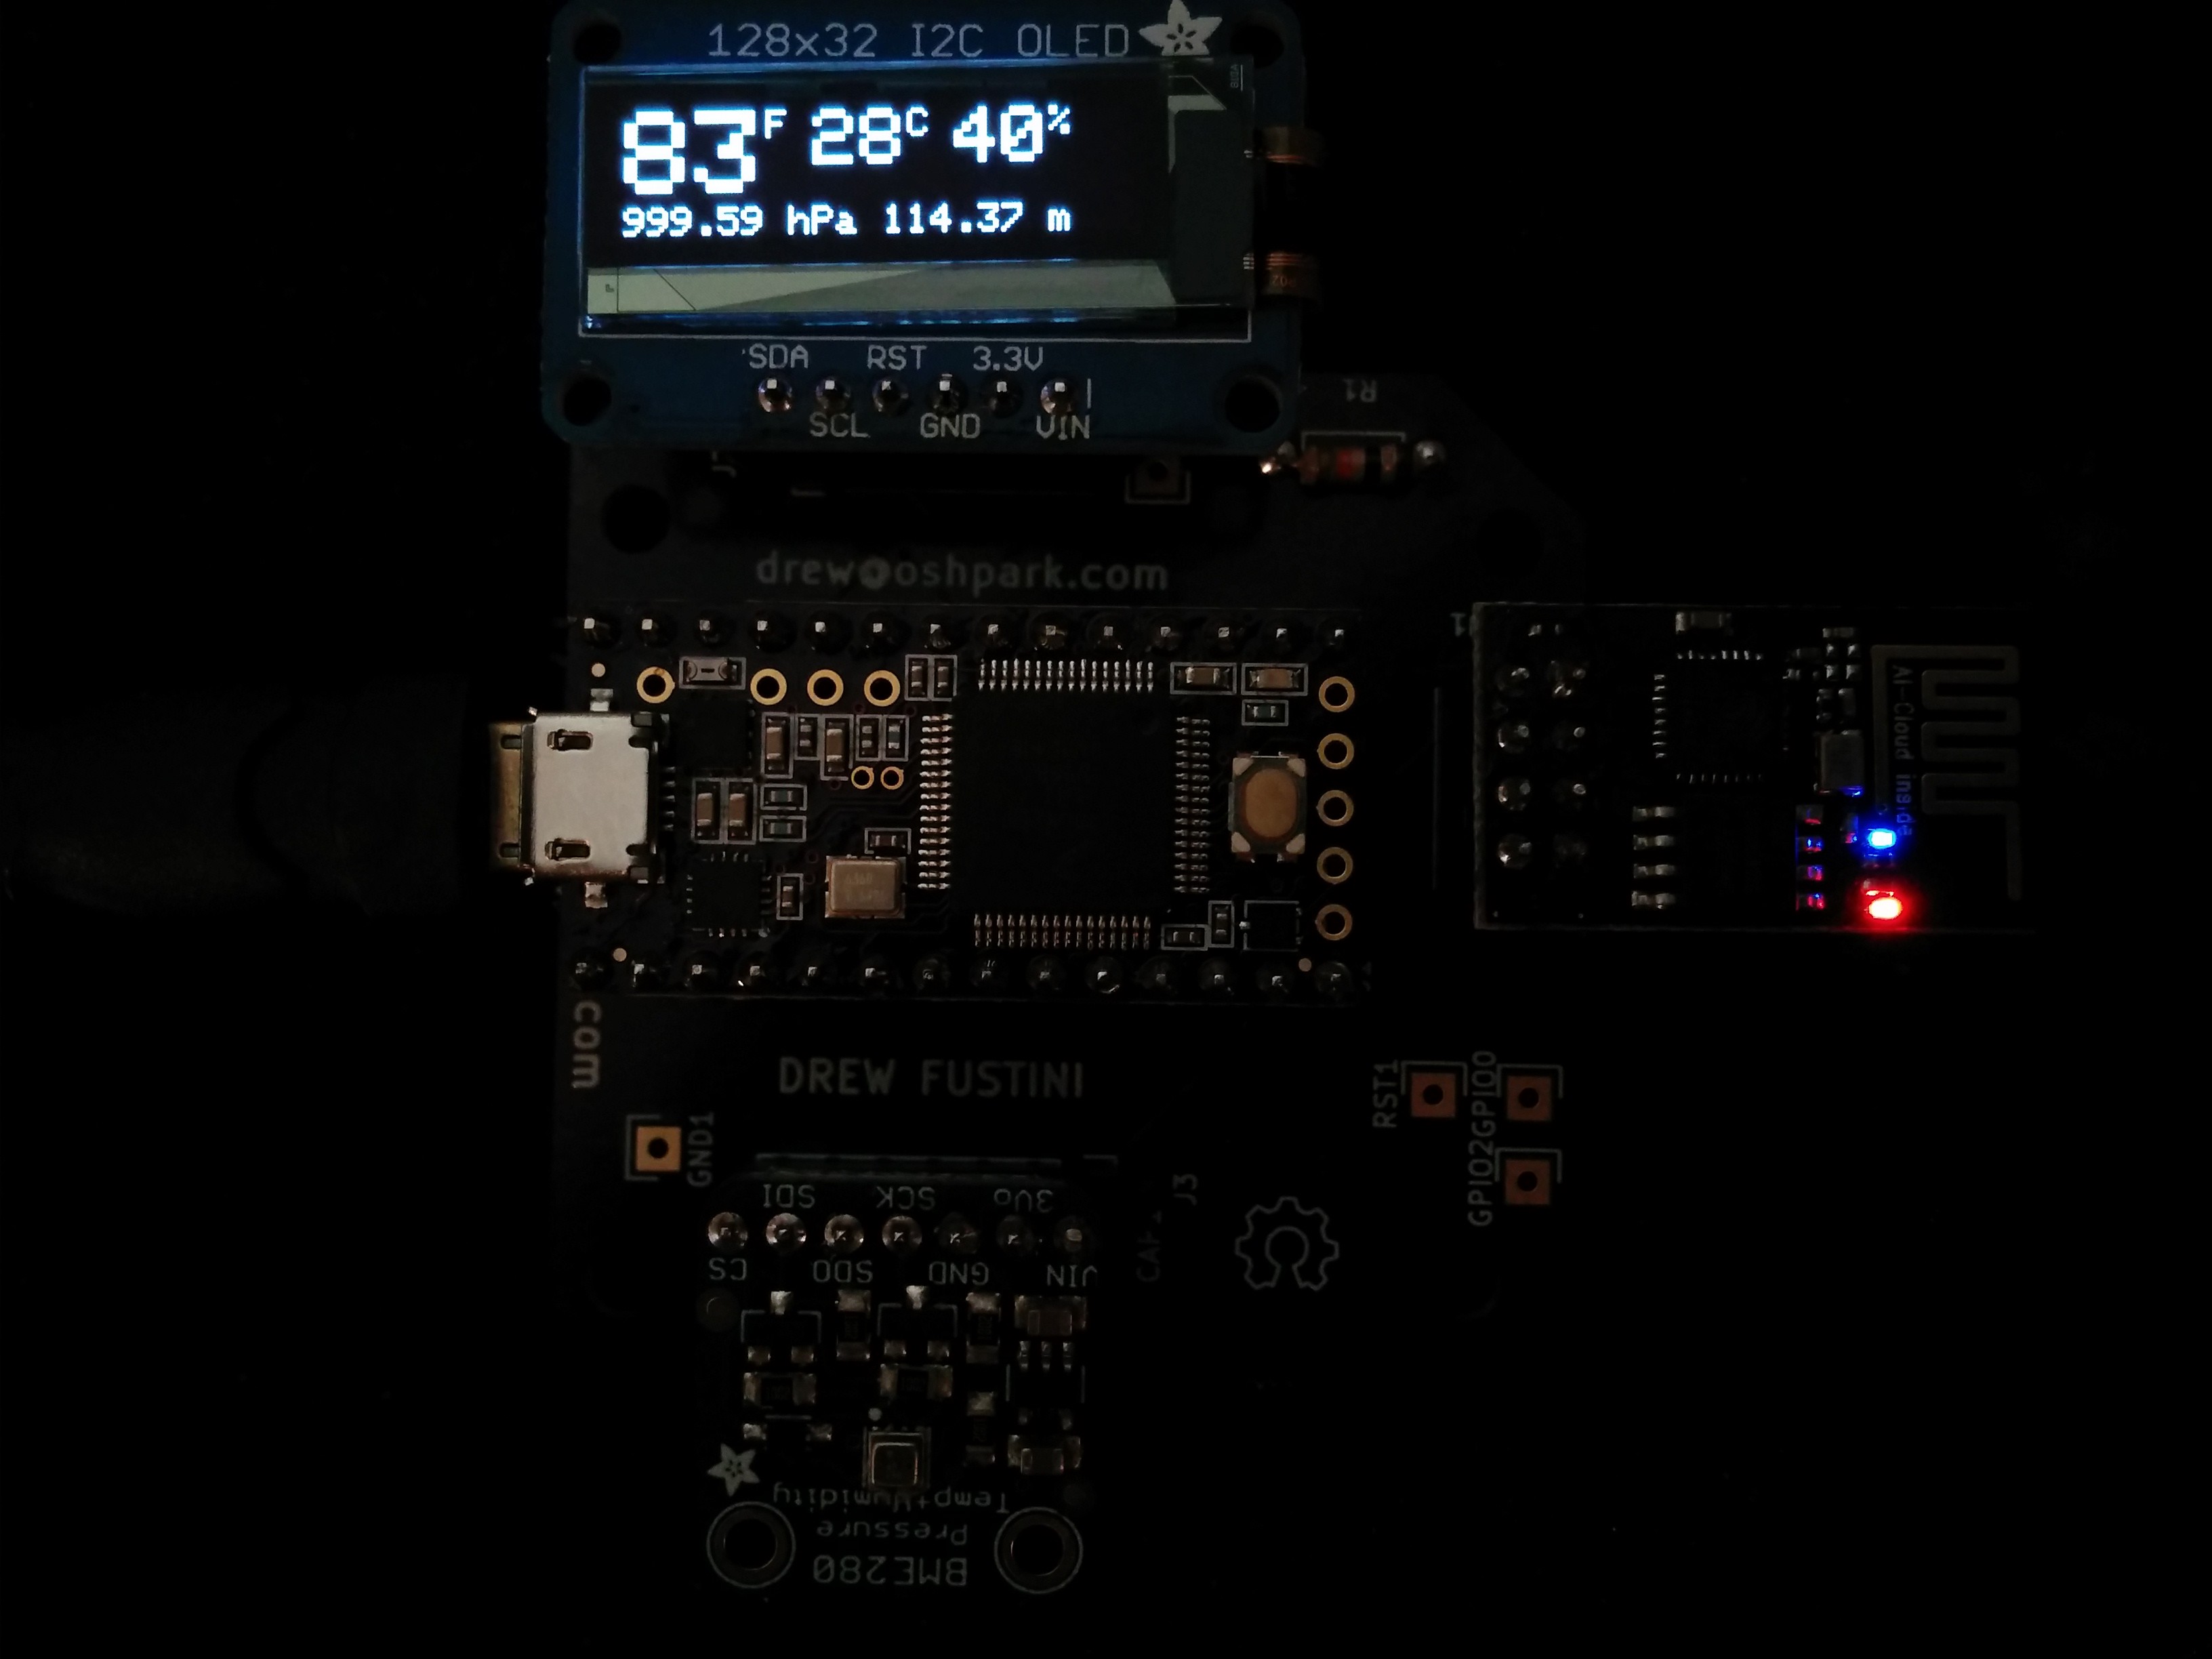 128x32 I2C OLED
83F 28C 40%
999.59 hPa 114.37 m
SDA RST 3.3V
SCL GND VIN
R1
drew@oshpark.com
AI-Cloud inside
com
DREW FUSTINI
GND1
RST1
GPIO0
GPIO2
J3
SDI SCK 3Vo
CS SDO GND VIN
Temp+Humidity
Pressure
BME280